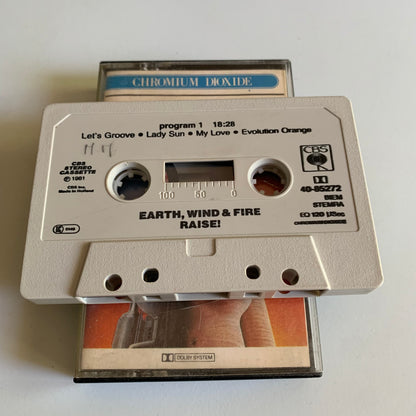 CHROMIUM DIOXIDE
program 1 18:28
Let's Groove • Lady Sun • My Love • Evolution Orange
CBS
STEREO
CASSETTE
℗ 1981
CBS Inc.
Made in Holland
CBS
40-85272
BIEM
STEMRA
EQ 120 µSec
CHROMIUMDIOXIDE
100 50 0
EARTH, WIND & FIRE
RAISE!
DOLBY SYSTEM